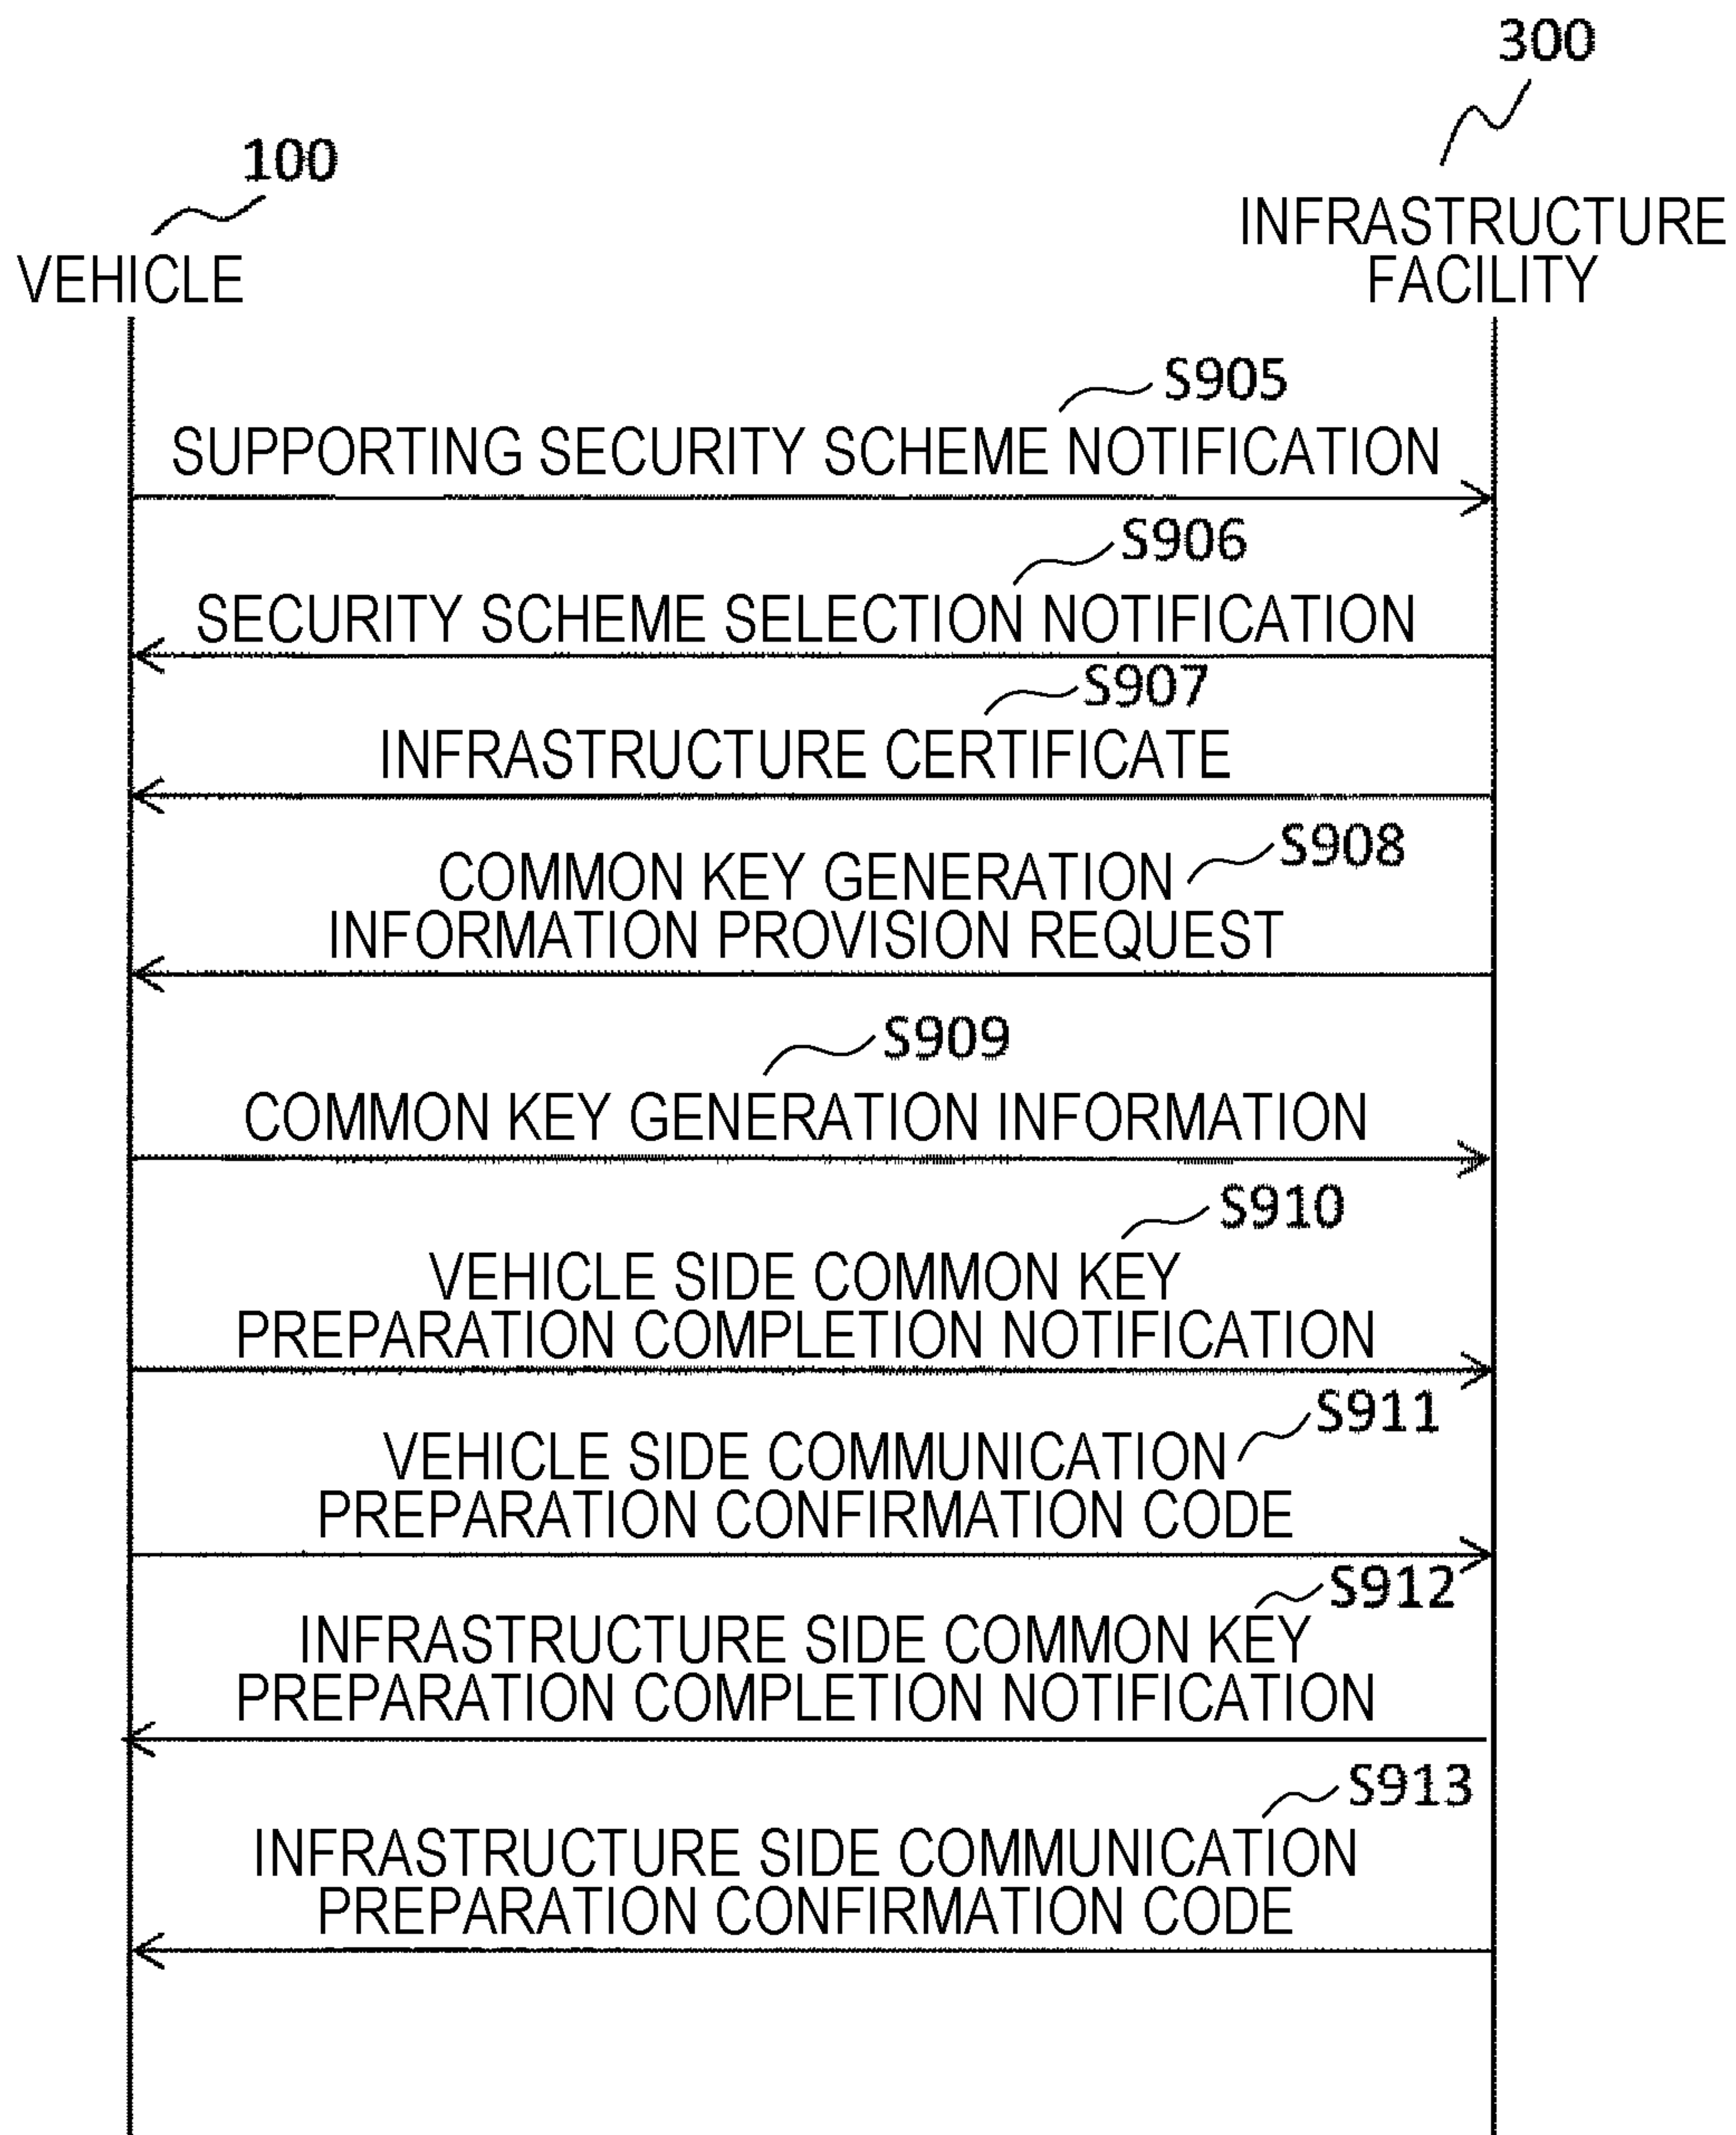 300
100
INFRASTRUCTURE
FACILITY
VEHICLE
S905
SUPPORTING SECURITY SCHEME NOTIFICATION
S906
SECURITY SCHEME SELECTION NOTIFICATION
S907
INFRASTRUCTURE CERTIFICATE
S908
COMMON KEY GENERATION
INFORMATION PROVISION REQUEST
S909
COMMON KEY GENERATION INFORMATION
S910
VEHICLE SIDE COMMON KEY
PREPARATION COMPLETION NOTIFICATION
S911
VEHICLE SIDE COMMUNICATION
PREPARATION CONFIRMATION CODE
S912
INFRASTRUCTURE SIDE COMMON KEY
PREPARATION COMPLETION NOTIFICATION
S913
INFRASTRUCTURE SIDE COMMUNICATION
PREPARATION CONFIRMATION CODE